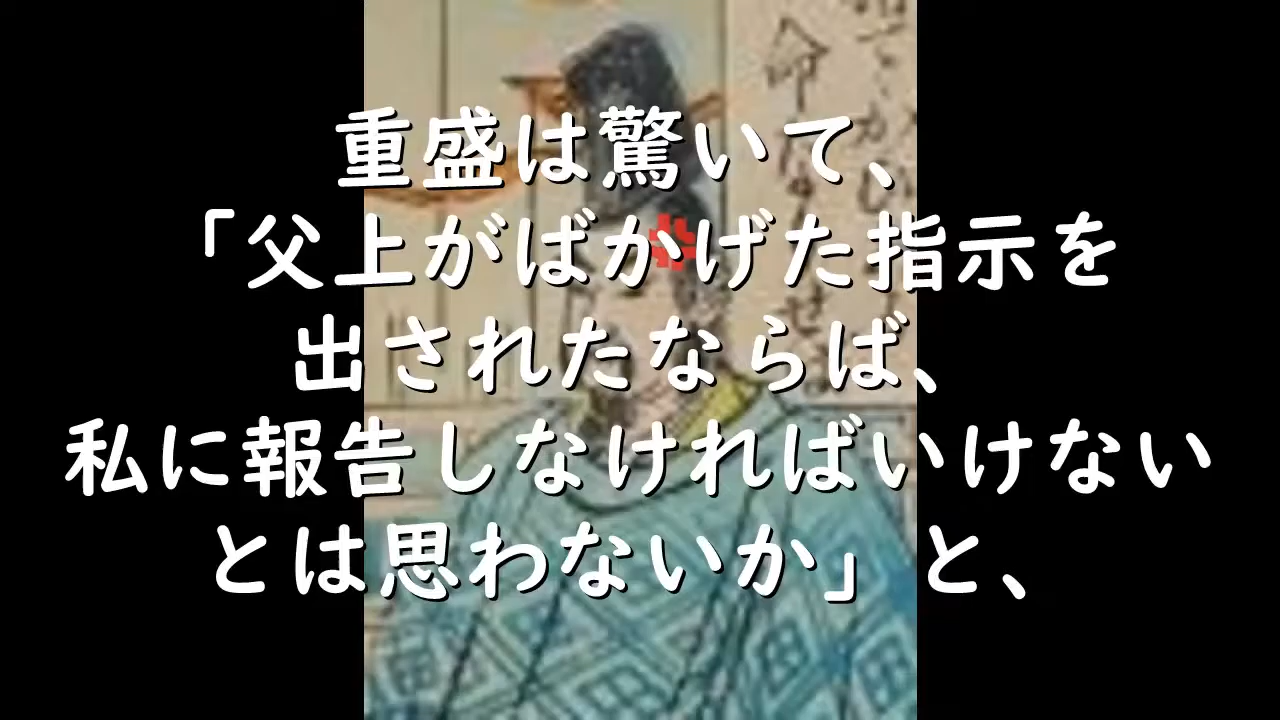 重盛は驚いて、
「父上がばかげた指示を
出されたならば、
私に報告しなければいけない
とは思わないか」と、
命